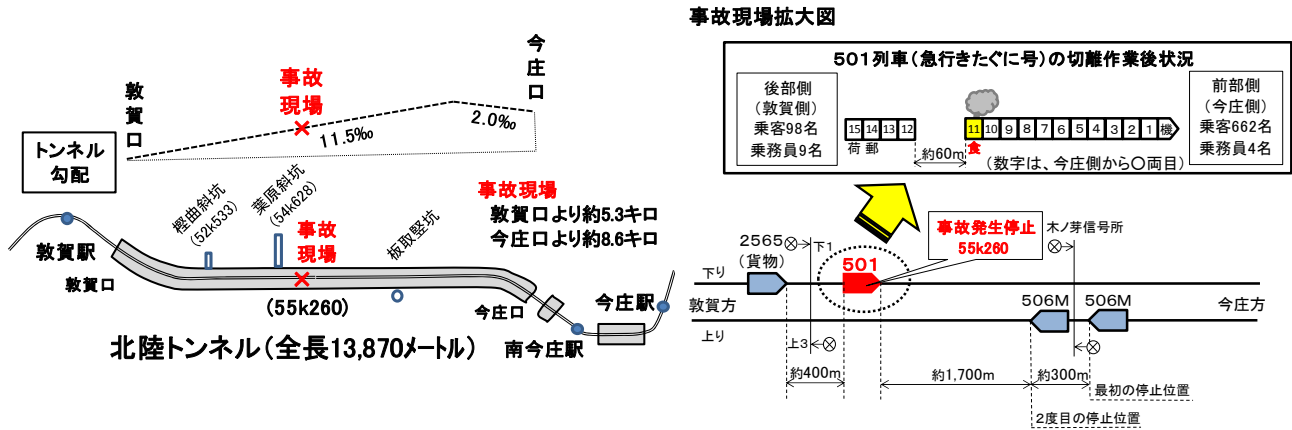 敦賀口
事故
現場
今庄口
11.5‰
2.0‰
トンネル
勾配
樫曲斜坑
(52k533)
葉原斜坑
(54k628)
事故
現場
板取竪坑
事故現場
敦賀口より約5.3キロ
今庄口より約8.6キロ
敦賀駅
敦賀口
(55k260)
今庄口
今庄駅
南今庄駅
北陸トンネル(全長13,870メートル)
事故現場拡大図
501列車(急行きたぐに号)の切離作業後状況
後部側
(敦賀側)
乗客98名
乗務員9名
15 14 13 12
荷 郵
約60m
11 10 9 8 7 6 5 4 3 2 1 機
食
(数字は、今庄側から〇両目)
前部側
(今庄側)
乗客662名
乗務員4名
事故発生停止
55k260
木ノ芽信号所
2565
(貨物)
下1
501
下り
敦賀方
上り
506M
506M
今庄方
上3
約400m
約1,700m
約300m
最初の停止位置
2度目の停止位置